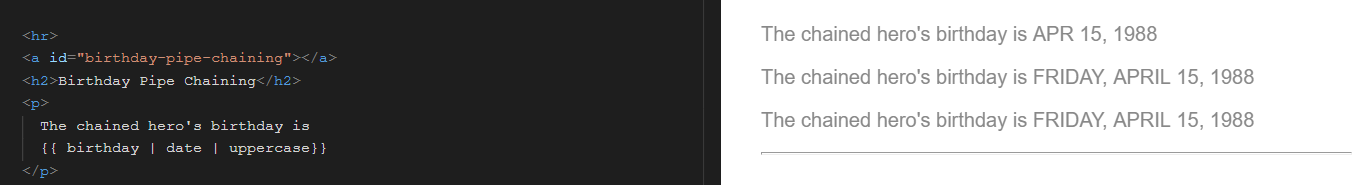 <hr>
<a id="birthday-pipe-chaining"></a>
<h2>Birthday Pipe Chaining</h2>
<p>
The chained hero's birthday is
{{ birthday | date | uppercase}}
</p>
The chained hero's birthday is APR 15, 1988
The chained hero's birthday is FRIDAY, APRIL 15, 1988
The chained hero's birthday is FRIDAY, APRIL 15, 1988